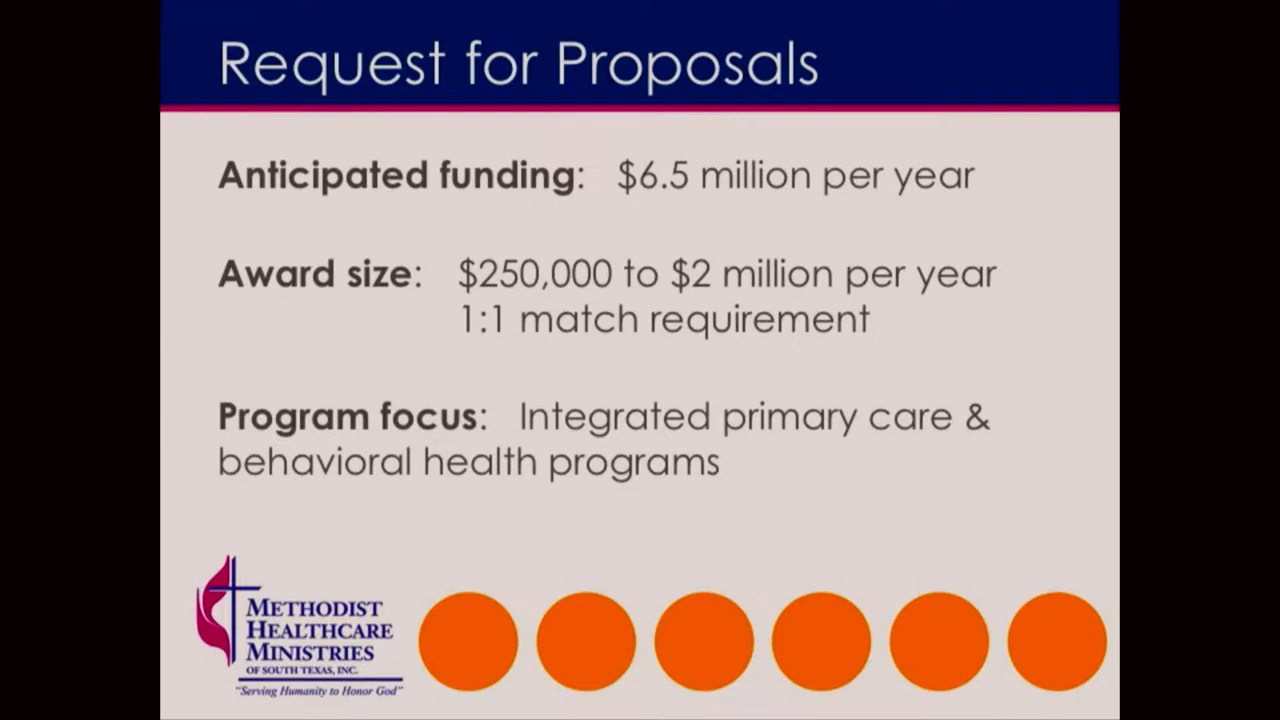 Request for Proposals
Anticipated funding: $6.5 million per year
Award size: $250,000 to $2 million per year
1:1 match requirement
Program focus: Integrated primary care &
behavioral health programs
METHODIST
HEALTHCARE
MINISTRIES
OF SOUTH TEXAS, INC.
"Serving Humanity to Honor God"